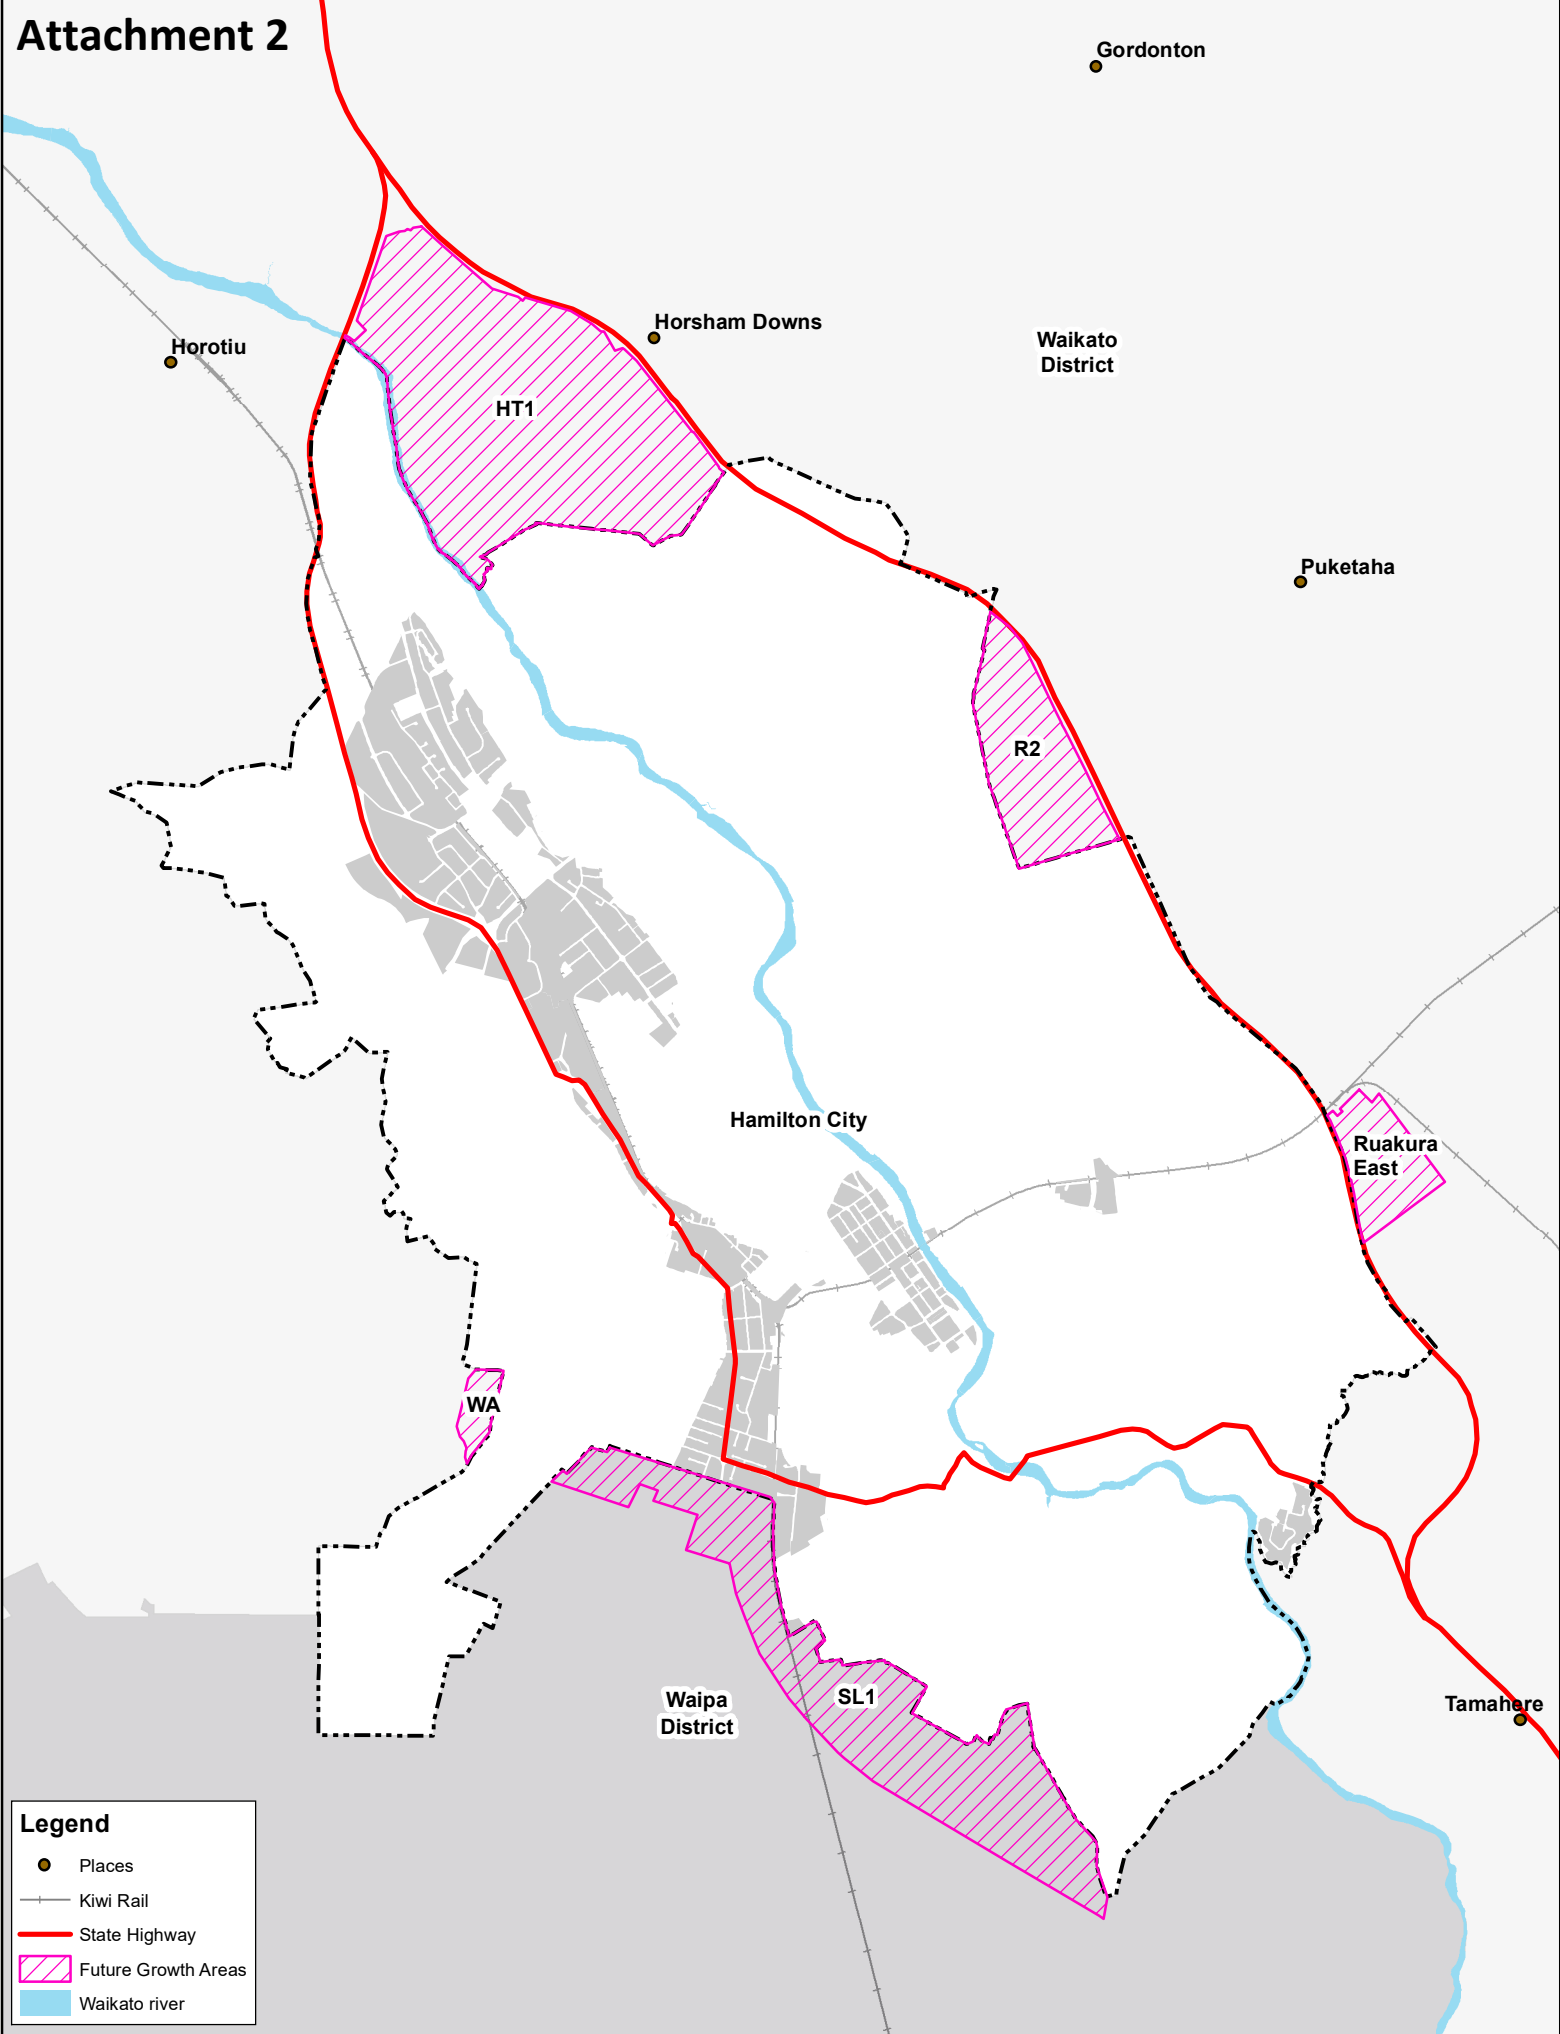 Attachment 2
Gordonton
Horsham Downs
Waikato
District
Horotiu
HT1
Puketaha
R2
Hamilton City
Ruakura
East
WA
SL1
Waipa
District
Tamahere
Legend
Places
Kiwi Rail
State Highway
Future Growth Areas
Waikato river